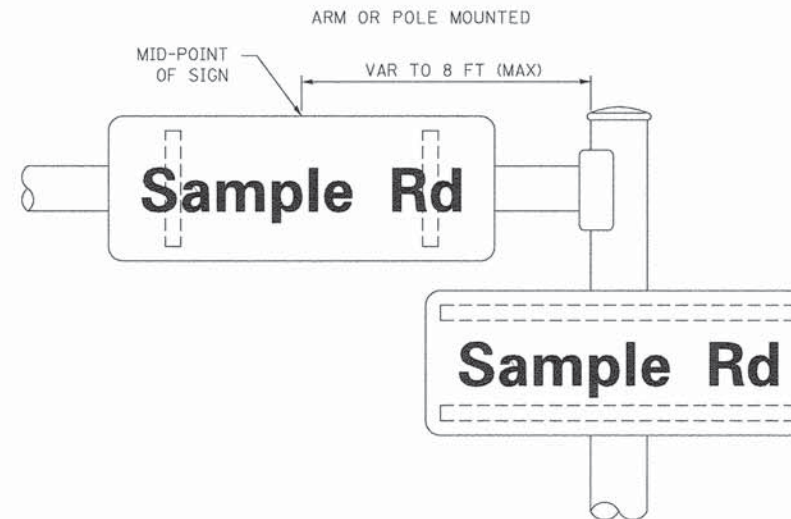 ARM OR POLE MOUNTED
MID-POINT
OF SIGN
VAR TO 8 FT (MAX)
Sample Rd
Sample Rd